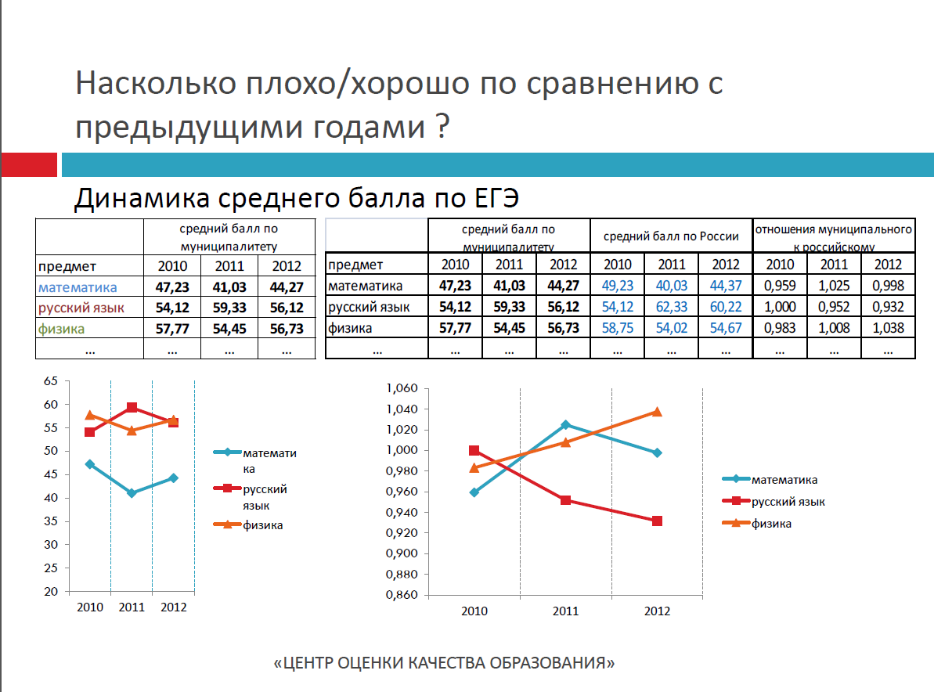 Насколько плохо/хорошо по сравнению с
предыдущими годами ?
Динамика среднего балла по ЕГЭ
средний балл по
муниципалитету
предмет 2010 2011 2012
математика 47,23 41,03 44,27
русский язык 54,12 59,33 56,12
физика 57,77 54,45 56,73
... ... ... ...
средний балл по
муниципалитету
средний балл по России
отношения муниципального
к российскому
предмет 2010 2011 2012 2010 2011 2012 2010 2011 2012
математика 47,23 41,03 44,27 49,23 40,03 44,37 0,959 1,025 0,998
русский язык 54,12 59,33 56,12 54,12 62,33 60,22 1,000 0,952 0,932
физика 57,77 54,45 56,73 58,75 54,02 54,67 0,983 1,008 1,038
... ... ... ... ... ... ... ... ... ...
65
60
55
50
45
40
35
30
25
20
2010 2011 2012
математи
ка
русский
язык
физика
1,060
1,040
1,020
1,000
0,980
0,960
0,940
0,920
0,900
0,880
0,860
2010 2011 2012
математика
русский язык
физика
«ЦЕНТР ОЦЕНКИ КАЧЕСТВА ОБРАЗОВАНИЯ»